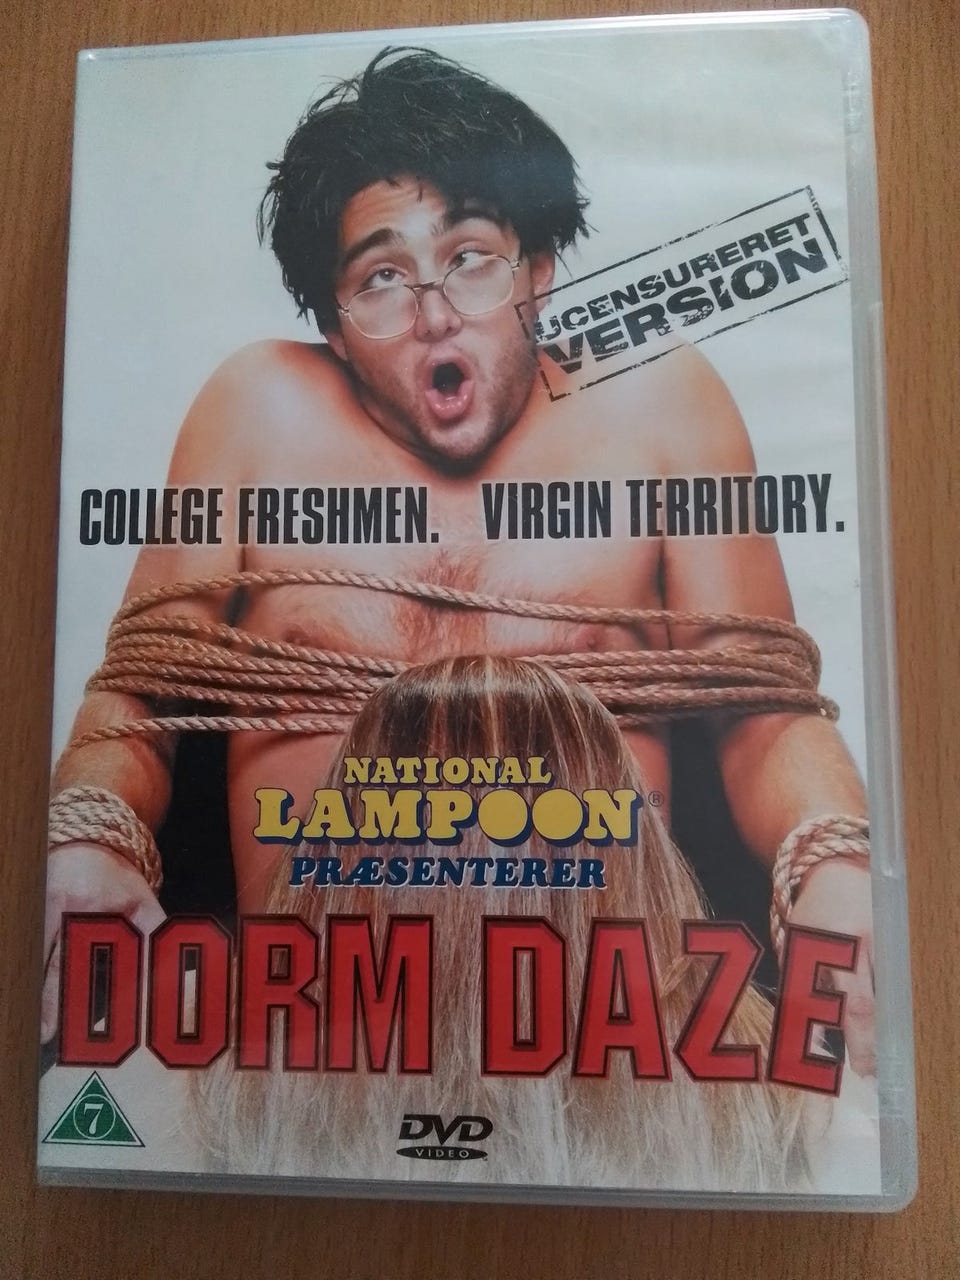 UCENSURERET
VERSION
COLLEGE FRESHMEN. VIRGIN TERRITORY.
NATIONAL
LAMPOON®
PRÆSENTERER
DORM DAZE
7
DVD
VIDEO